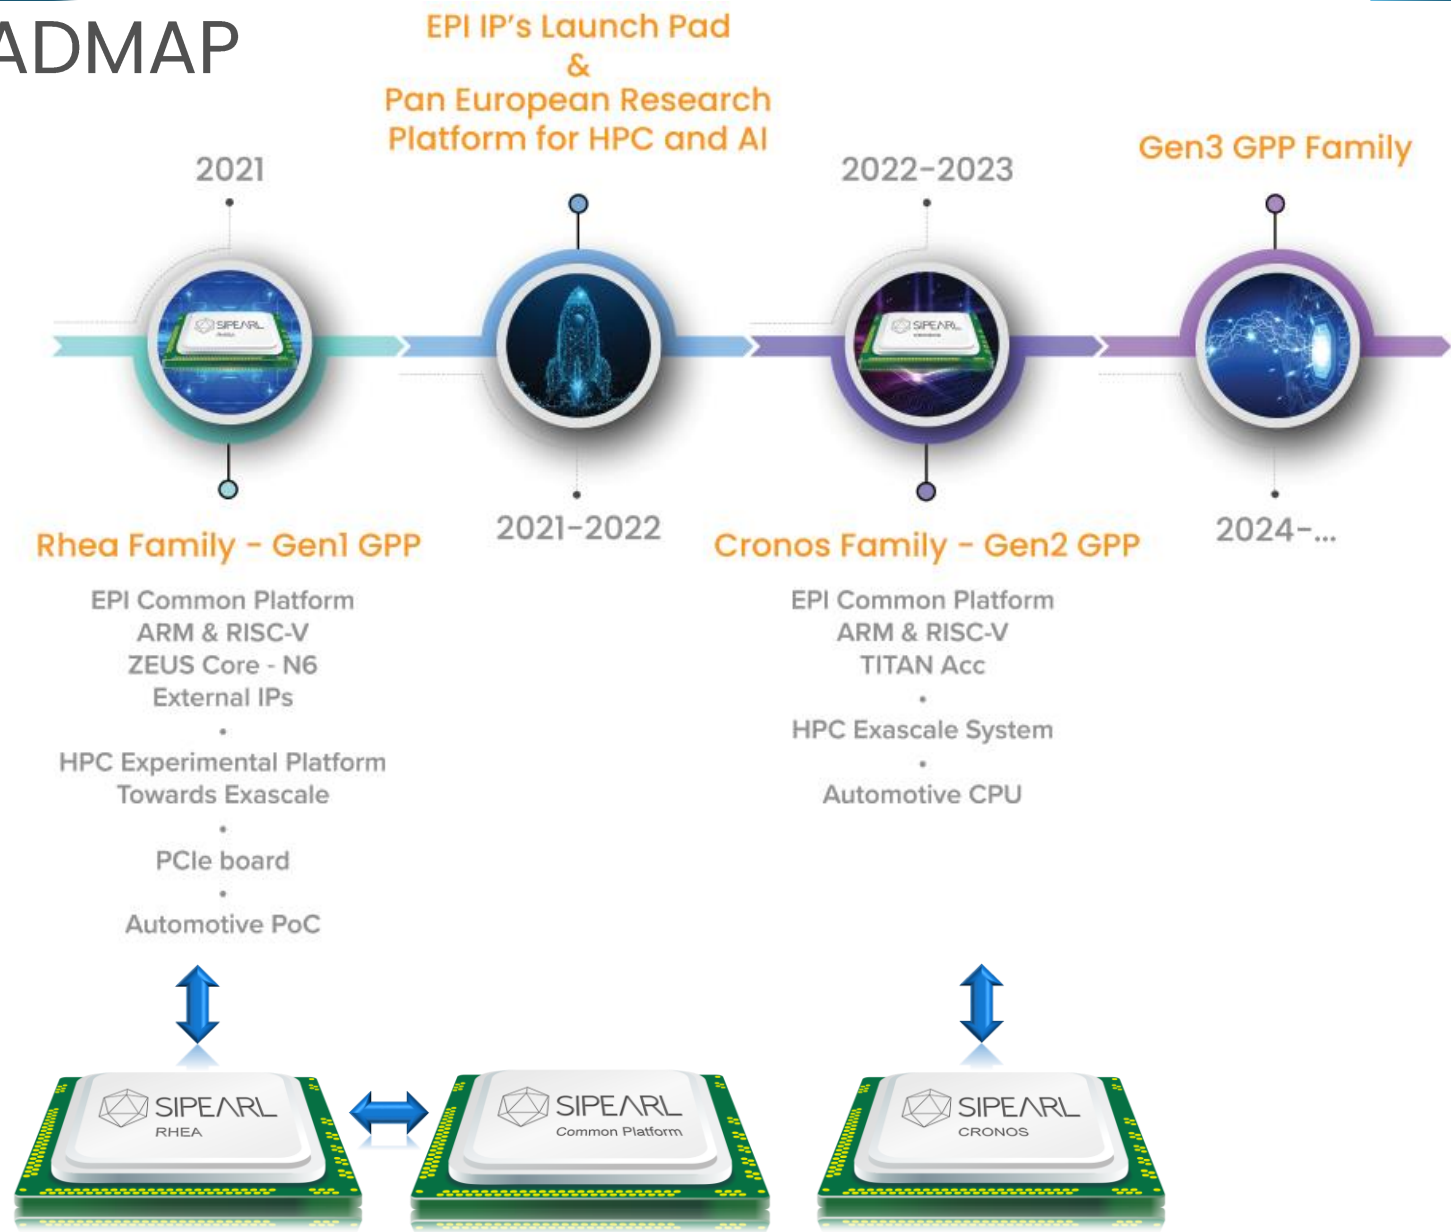 ADMAP
EPI IP's Launch Pad
&
Pan European Research
Platform for HPC and AI
2021
2022-2023
Gen3 GPP Family
SIPEARL
RHEA
SIPEARL
2021-2022
2024-...
Rhea Family - Gen1 GPP
EPI Common Platform
ARM & RISC-V
ZEUS Core - N6
External IPs
•
HPC Experimental Platform
Towards Exascale
•
PCIe board
•
Automotive PoC
Cronos Family - Gen2 GPP
EPI Common Platform
ARM & RISC-V
TITAN Acc
•
HPC Exascale System
•
Automotive CPU
SIPEARL
RHEA
SIPEARL
Common Platform
SIPEARL
CRONOS